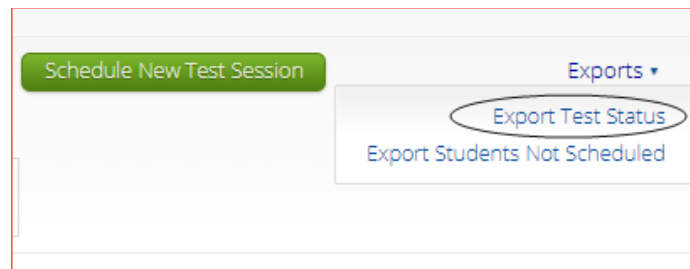 Schedule New Test Session
Exports ▾
Export Test Status
Export Students Not Scheduled